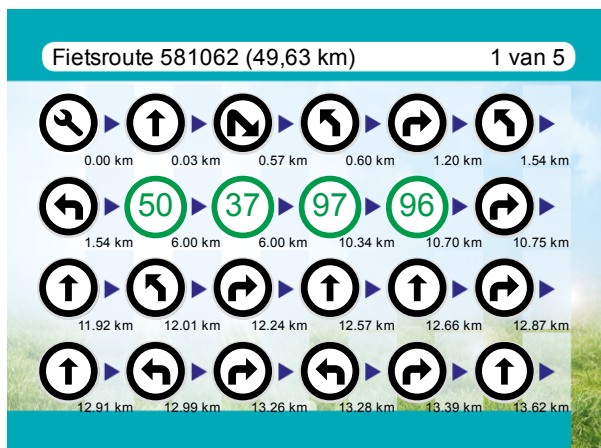 Fietsroute 581062 (49,63 km) 1 van 5
0.00 km 0.03 km 0.57 km 0.60 km 1.20 km 1.54 km
50 37 97 96
1.54 km 6.00 km 6.00 km 10.34 km 10.70 km 10.75 km
11.92 km 12.01 km 12.24 km 12.57 km 12.66 km 12.87 km
12.91 km 12.99 km 13.26 km 13.28 km 13.39 km 13.62 km